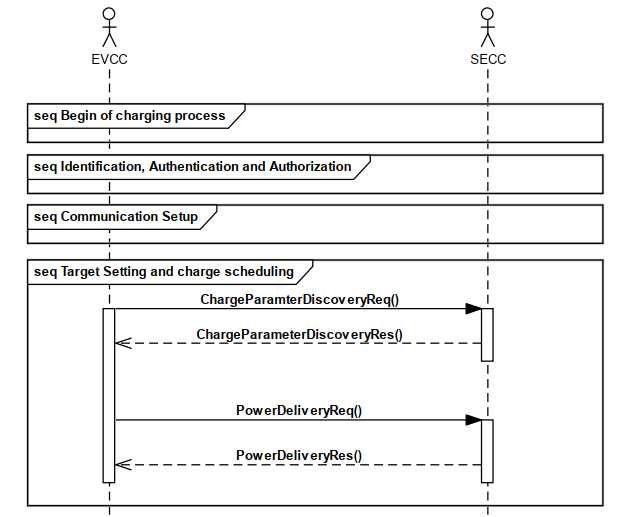 EVCC
SECC
seq Begin of charging process
seq Identification, Authentication and Authorization
seq Communication Setup
seq Target Setting and charge scheduling
ChargeParamterDiscoveryReq()
ChargeParameterDiscoveryRes()
PowerDeliveryReq()
PowerDeliveryRes()